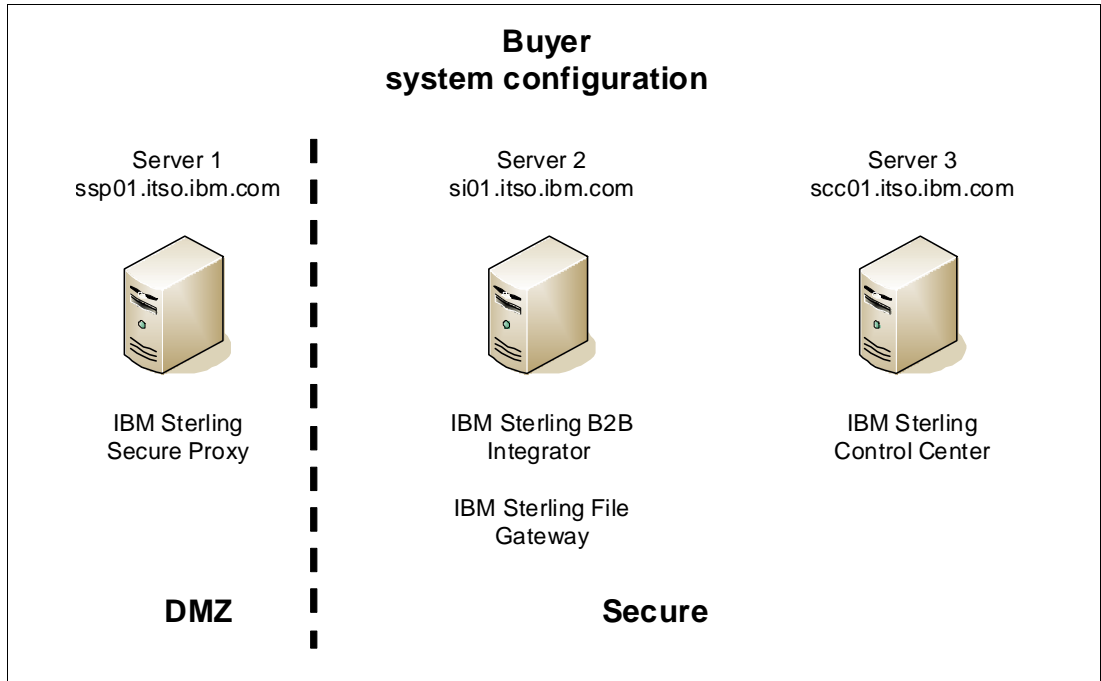 Buyer
system configuration
Server 1
ssp01.itso.ibm.com
Server 2
si01.itso.ibm.com
Server 3
scc01.itso.ibm.com
IBM Sterling
Secure Proxy
IBM Sterling B2B
Integrator
IBM Sterling File
Gateway
IBM Sterling
Control Center
DMZ
Secure